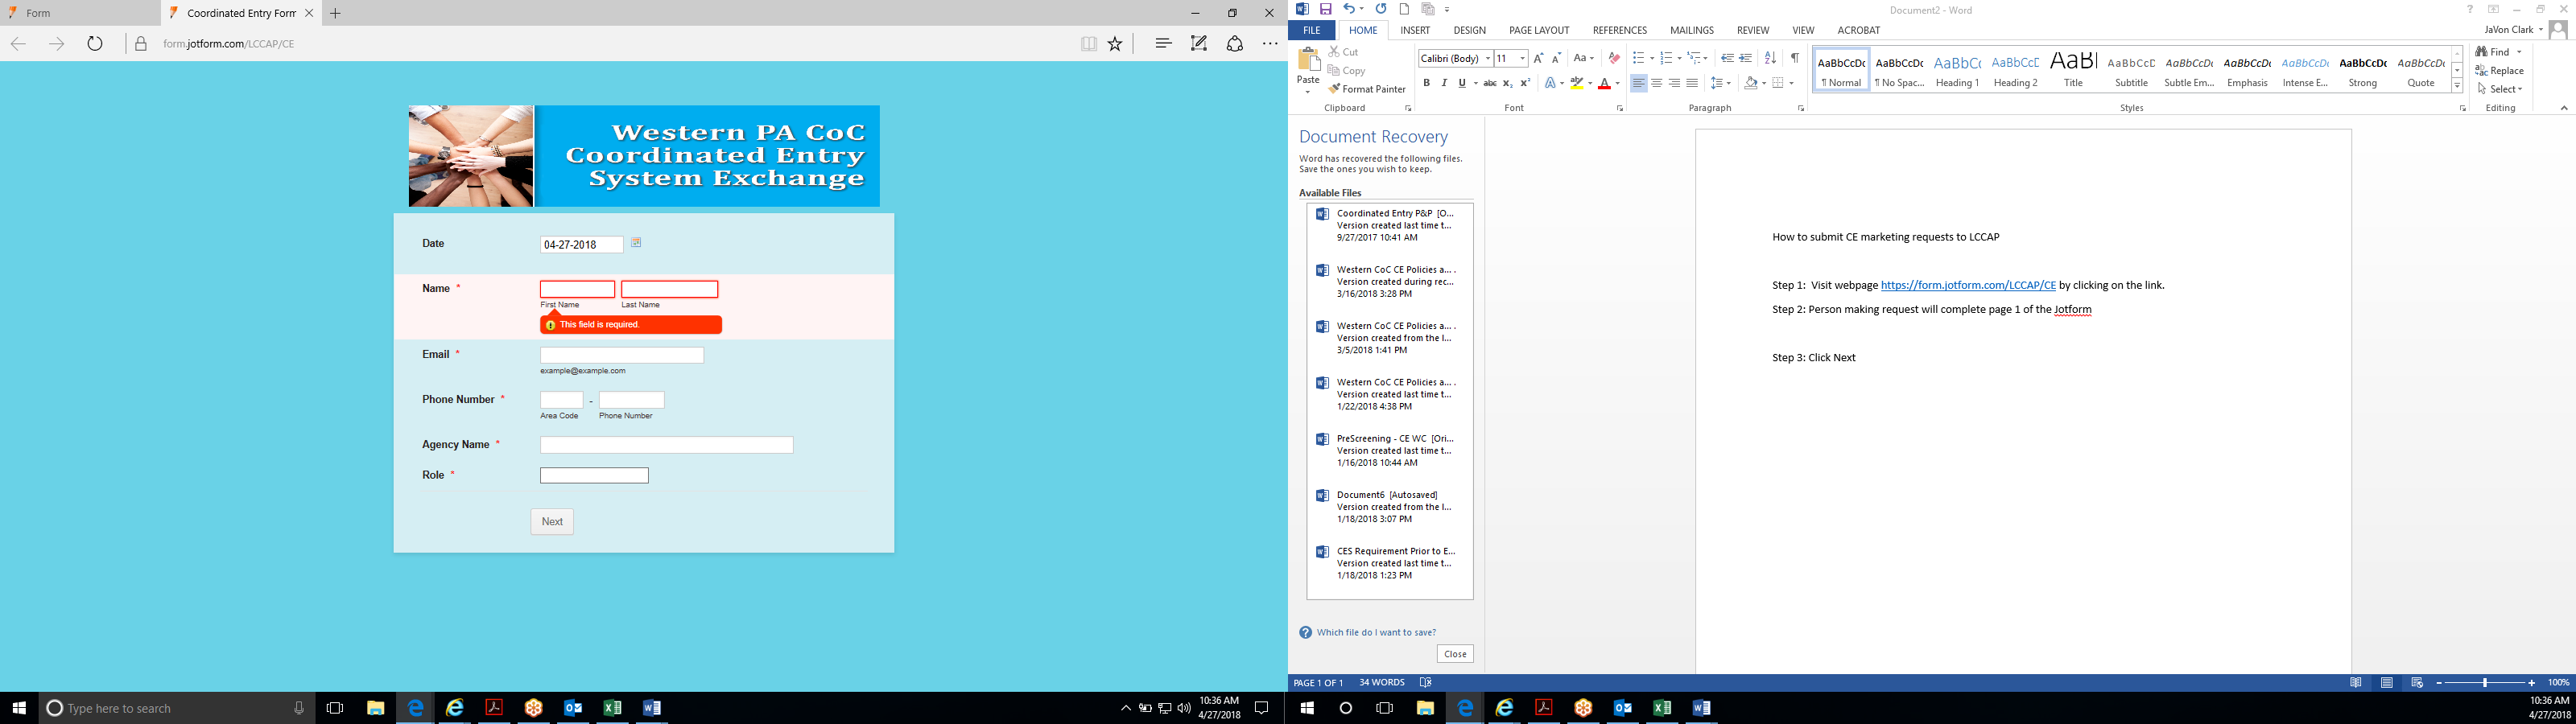 Form
Coordinated Entry Form
form.jotform.com/LCCAP/CE
Western PA CoC
Coordinated Entry
System Exchange
Date
04-27-2018
Name *
First Name
Last Name
This field is required.
Email *
example@example.com
Phone Number *
-
Area Code
Phone Number
Agency Name *
Role *
Next
Type here to search
10:36 AM
4/27/2018
Document2 - Word
FILE
HOME
INSERT
DESIGN
PAGE LAYOUT
REFERENCES
MAILINGS
REVIEW
VIEW
ACROBAT
JaVon Clark
Paste
Cut
Copy
Format Painter
Clipboard
Calibri (Body)
11
Font
Paragraph
AaBbCcDc
¶ Normal
AaBbCcDc
¶ No Spac...
AaBbCc
Heading 1
AaBbCcE
Heading 2
AaBl
Title
AaBbCcD
Subtitle
AaBbCcDc
Subtle Em...
AaBbCcDc
Emphasis
AaBbCcDc
Intense E...
AaBbCcDc
Strong
AaBbCcDc
Quote
Styles
Find
Replace
Select
Editing
Document Recovery
Word has recovered the following files.
Save the ones you wish to keep.
Available Files
Coordinated Entry P&P [O...
Version created last time t...
9/27/2017 10:41 AM
Western CoC CE Policies a... .
Version created during rec...
3/16/2018 3:28 PM
Western CoC CE Policies a... .
Version created from the l...
3/5/2018 1:41 PM
Western CoC CE Policies a... .
Version created last time t...
1/22/2018 4:38 PM
PreScreening - CE WC [Ori...
Version created last time t...
1/16/2018 10:44 AM
Document6 [Autosaved]
Version created from the l...
1/18/2018 3:07 PM
CES Requirement Prior to E...
Version created last time t...
1/18/2018 1:23 PM
Which file do I want to save?
Close
How to submit CE marketing requests to LCCAP
Step 1: Visit webpage https://form.jotform.com/LCCAP/CE by clicking on the link.
Step 2: Person making request will complete page 1 of the Jotform
Step 3: Click Next
PAGE 1 OF 1
34 WORDS
100%
10:36 AM
4/27/2018